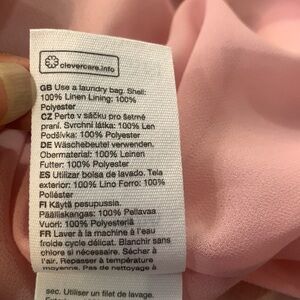 clevercare.info
GB Use a laundry bag. Shell:
100% Linen Lining: 100%
Polyester
CZ Perte v sáčku pro šetrné
praní. Svrchní látka: 100% Len
Podšívka: 100% Polyester
DE Wäschebeutel verwenden.
Obermaterial: 100% Leinen
Futter: 100% Polyester
ES Utilizar bolsa de lavado. Tela
exterior: 100% Lino Forro: 100%
Poliéster
FI Käytä pesupussia.
Päälliskangas: 100% Pellavaa
Vuori: 100% Polyesteriä
FR Laver à la machine à l'eau
froide cycle délicat. Blanchir sans
chlore si nécessaire. Sécher à
l'air. Repasser à température
moyenne. Pas de nettoyage à
sec. Utiliser un filet de lavage.